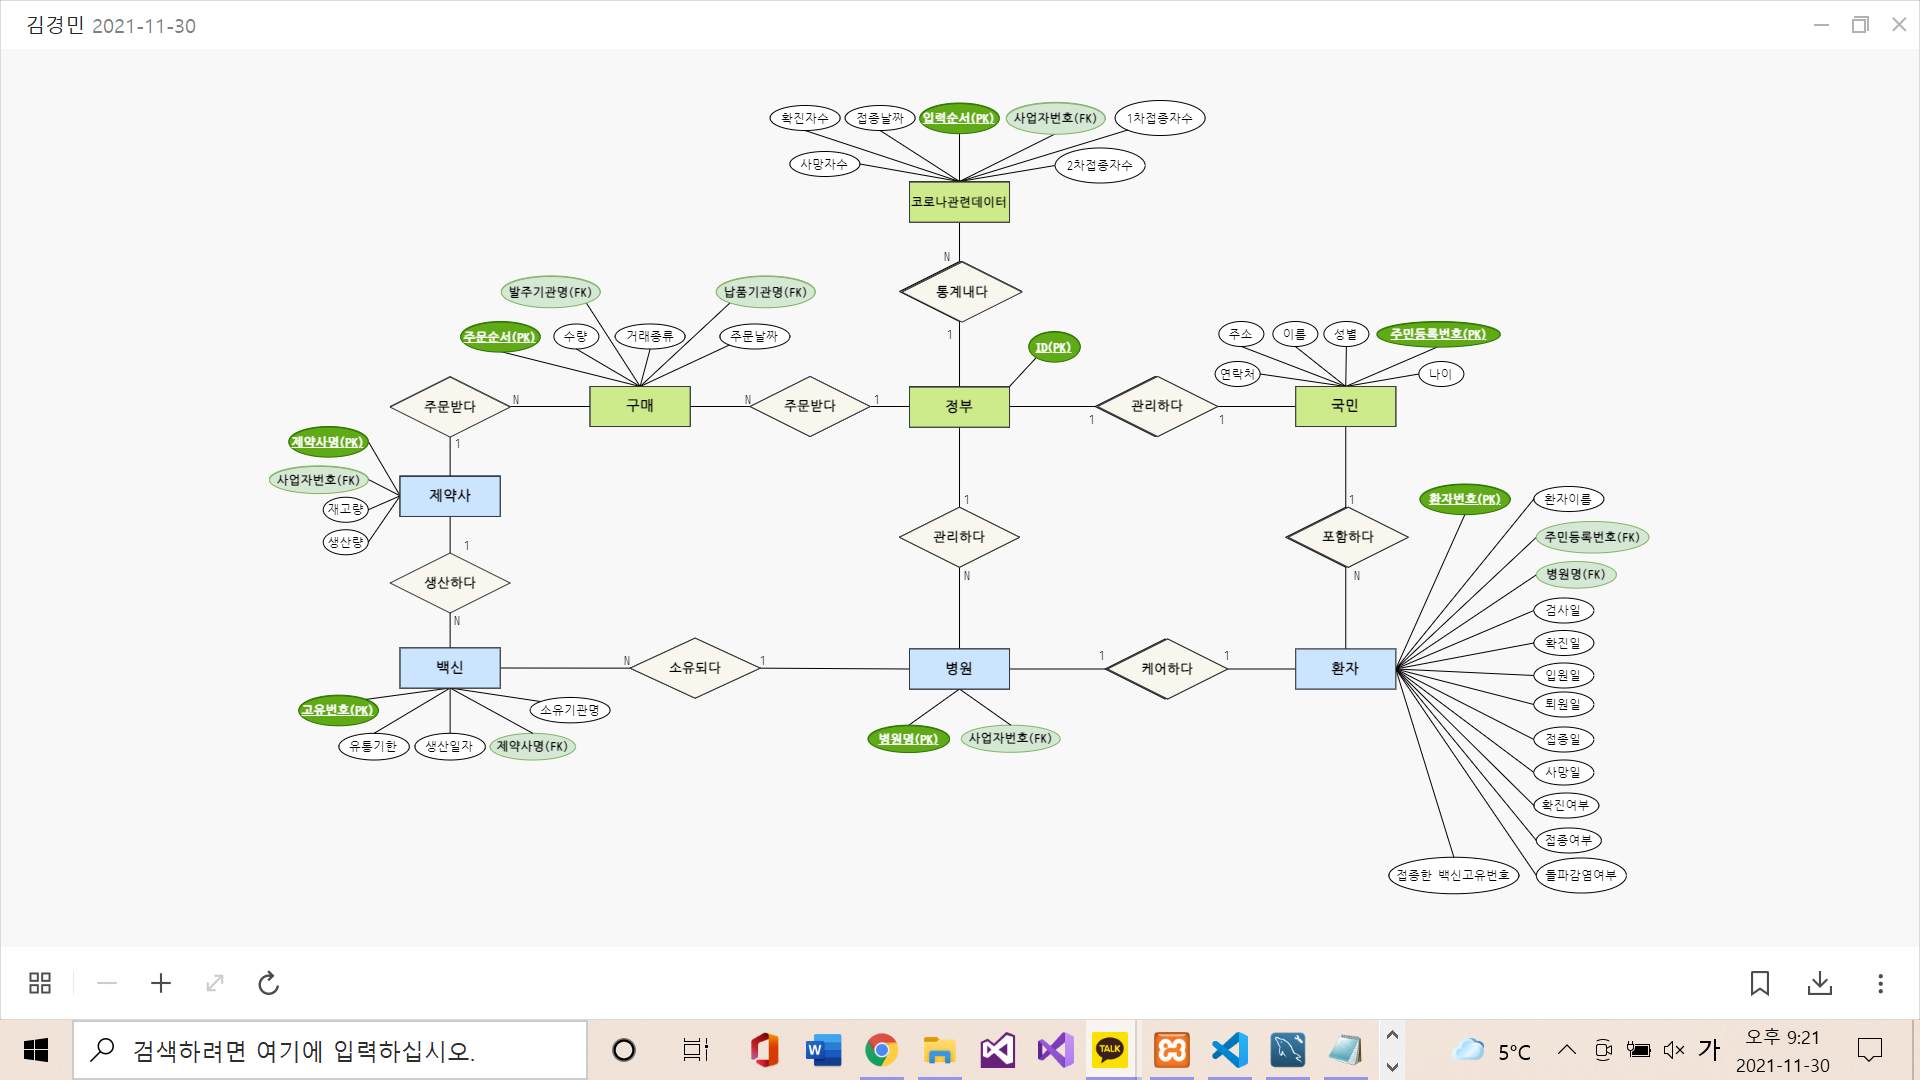 김경민 2021-11-30
확진자수
접종날짜
입력순서(PK)
사업자번호(FK)
1차접종자수
사망자수
2차접종자수
코로나관련데이터
N
통계내다
1
발주기관명(FK)
납품기관명(FK)
주문순서(PK)
수량
거래종류
주문날짜
ID(PK)
주소
이름
성별
주민등록번호(PK)
연락처
나이
주문받다
N
구매
N
주문받다
1
정부
1
관리하다
1
국민
1
제약사명(PK)
사업자번호(FK)
재고량
생산량
제약사
1
생산하다
N
1
관리하다
N
1
포함하다
N
환자번호(PK)
환자이름
주민등록번호(FK)
병원명(FK)
검사일
확진일
입원일
퇴원일
접종일
사망일
확진여부
접종여부
돌파감염여부
접종한 백신고유번호
백신
N
소유되다
1
병원
1
케어하다
1
환자
고유번호(PK)
소유기관명
유통기한
생산일자
제약사명(FK)
병원명(PK)
사업자번호(FK)
검색하려면 여기에 입력하십시오.
W
TALK
5°C
가
오후 9:21
2021-11-30